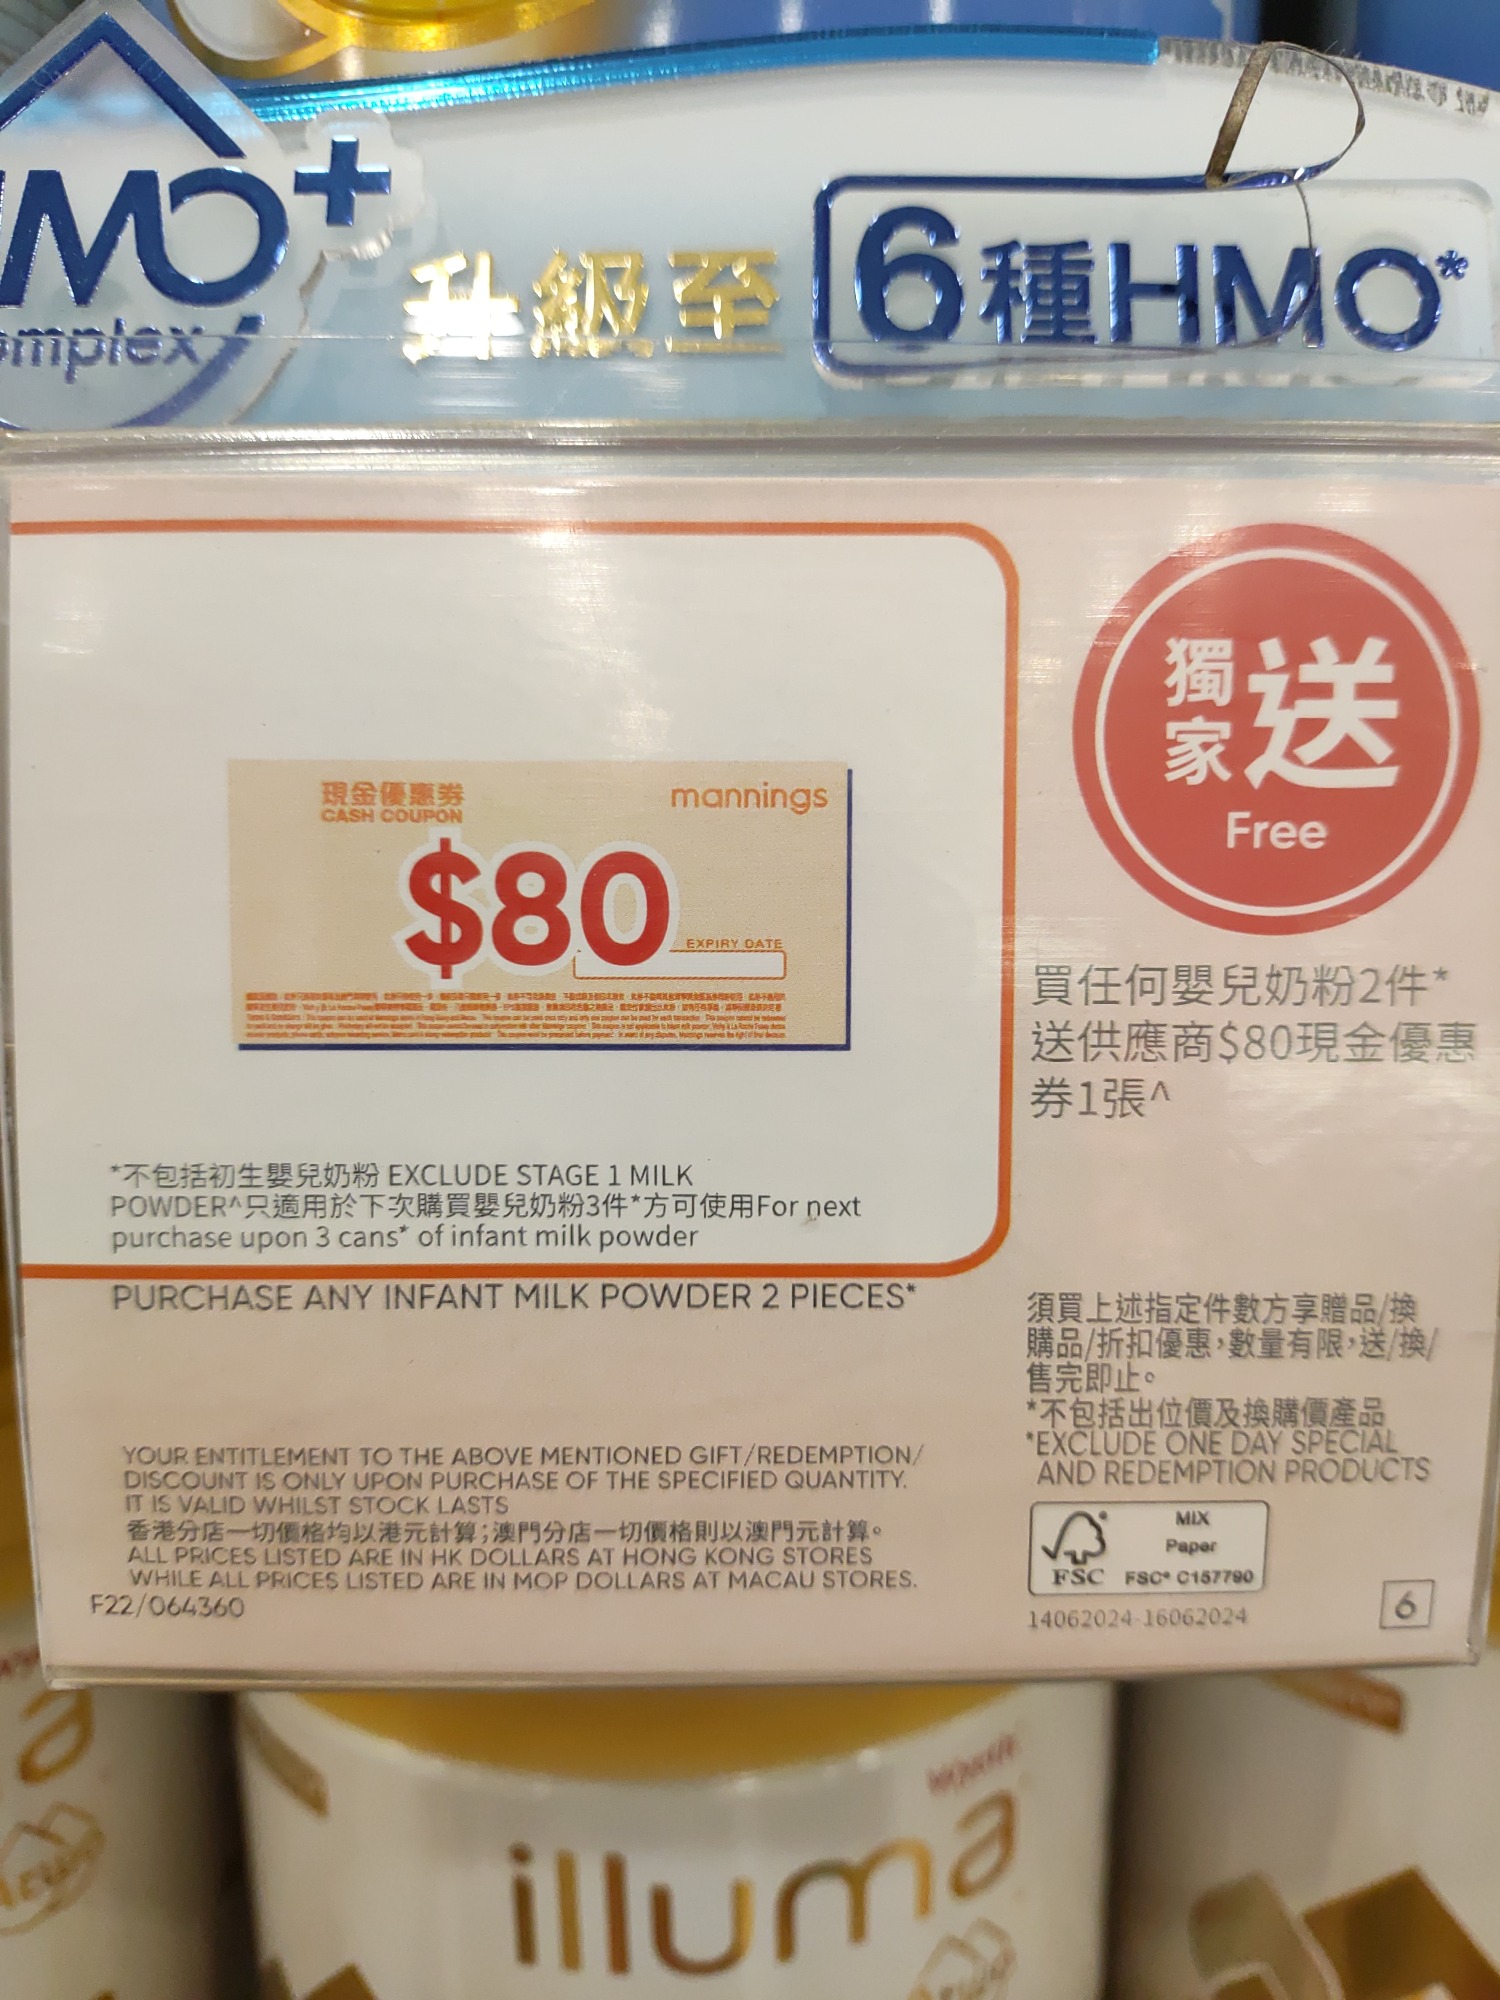 MO+
omplex
升級至 6種HMO*
獨家送
Free
現金優惠券
CASH COUPON
mannings
$80
EXPIRY DATE
買任何嬰兒奶粉2件*
送供應商$80現金優惠
券1張^
*不包括初生嬰兒奶粉 EXCLUDE STAGE 1 MILK
POWDER^只適用於下次購買嬰兒奶粉3件*方可使用For next
purchase upon 3 cans* of infant milk powder
PURCHASE ANY INFANT MILK POWDER 2 PIECES*
須買上述指定件數方享贈品/換
購品/折扣優惠,數量有限,送/換/
售完即止。
*不包括出位價及換購價產品
*EXCLUDE ONE DAY SPECIAL
AND REDEMPTION PRODUCTS
YOUR ENTITLEMENT TO THE ABOVE MENTIONED GIFT/REDEMPTION/
DISCOUNT IS ONLY UPON PURCHASE OF THE SPECIFIED QUANTITY.
IT IS VALID WHILST STOCK LASTS
香港分店一切價格均以港元計算;澳門分店一切價格則以澳門元計算。
ALL PRICES LISTED ARE IN HK DOLLARS AT HONG KONG STORES
WHILE ALL PRICES LISTED ARE IN MOP DOLLARS AT MACAU STORES.
F22/064360
MIX
Paper
FSC FSC® C157790
14062024-16062024
6
illuma